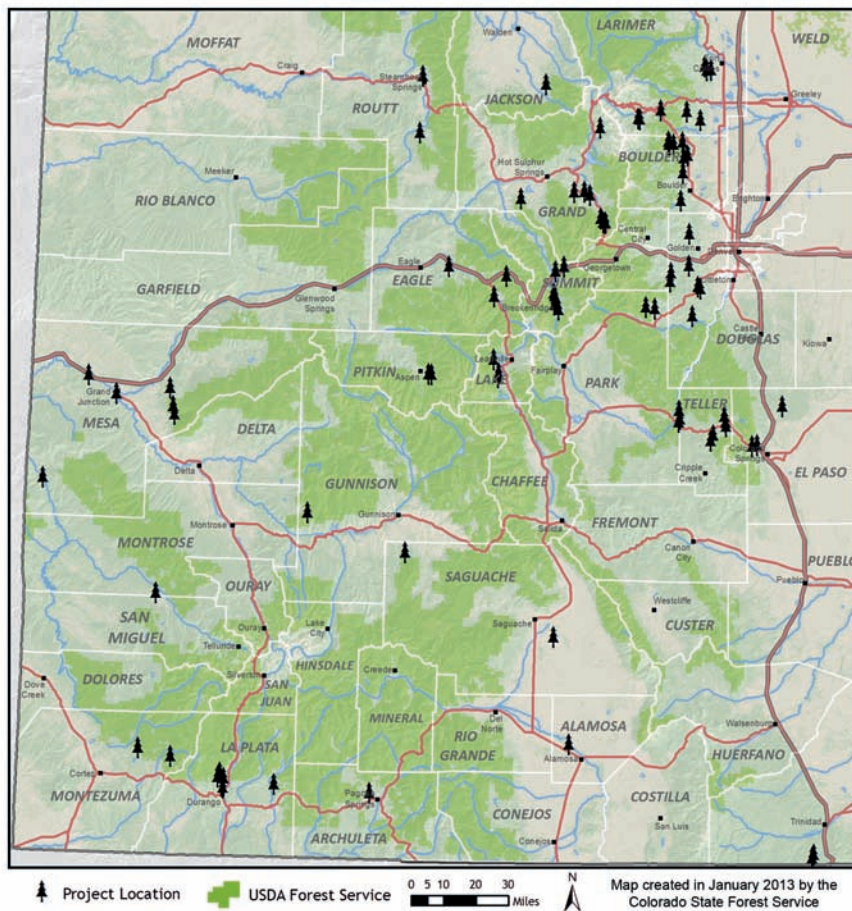 LARIMER
MOFFAT
Walden
WELD
Craig
Steamboat
Springs
JACKSON
Greeley
ROUTT
BOULDER
Hot Sulphur
Springs
Meeker
Boulder
RIO BLANCO
Brighton
GRAND
Central
City
Golden
Eagle
Georgetown
EAGLE
SUMMIT
Littleton
GARFIELD
Glenwood
Springs
Breckenridge
Castle
DOUGLAS
Kiowa
PITKIN
Aspen
LAKE
Fairplay
PARK
Grand
Junction
TELLER
MESA
DELTA
Delta
Springs
EL PASO
GUNNISON
CHAFFEE
Cripple
Creek
Gunnison
Salida
FREMONT
Montrose
MONTROSE
Canon
City
PUEBLO
SAGUACHE
Pueblo
OURAY
SAN
MIGUEL
Westcliffe
Ouray
Lake
City
Saguache
CUSTER
Telluride
HINSDALE
Creede
Dove
Creek
DOLORES
Silverton
SAN
JUAN
MINERAL
Del
Norte
ALAMOSA
Walsenburg
LA PLATA
RIO
GRANDE
HUERFANO
Alamosa
Cortez
Pagosa
Springs
MONTEZUMA
Durango
CONEJOS
COSTILLA
San Luis
Trinidad
ARCHULETA
Conejos
Project Location
USDA Forest Service
0 5 10 20 30
Miles
N
Map created in January 2013 by the
Colorado State Forest Service